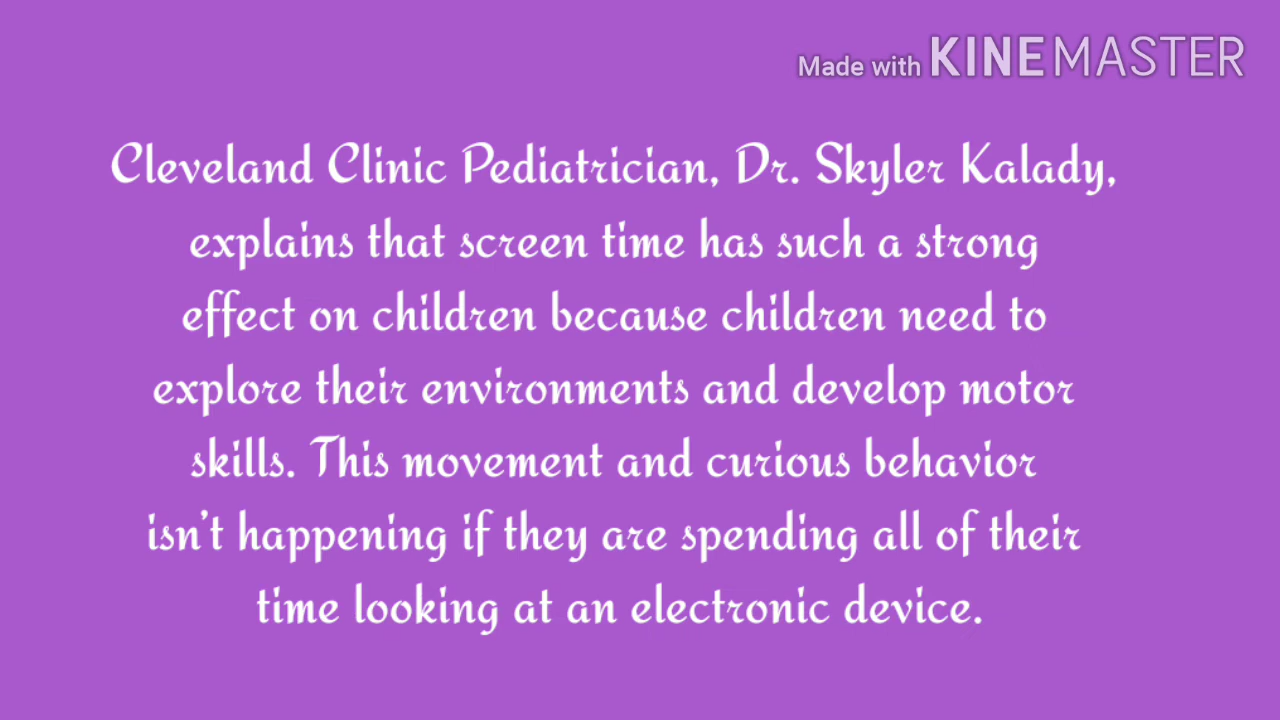 Made with KINEMASTER
Cleveland Clinic Pediatrician, Dr. Skyler Kalady,
explains that screen time has such a strong
effect on children because children need to
explore their environments and develop motor
skills. This movement and curious behavior
isn't happening if they are spending all of their
time looking at an electronic device.